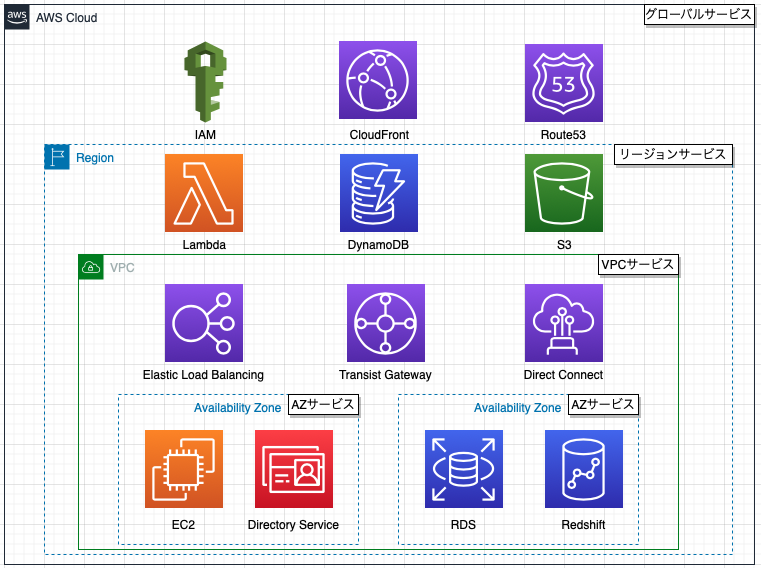 aws
AWS Cloud
グローバルサービス
IAM
CloudFront
53
Route53
Region
リージョンサービス
Lambda
DynamoDB
S3
VPC
VPCサービス
Elastic Load Balancing
Transist Gateway
Direct Connect
Availability Zone
AZサービス
Availability Zone
AZサービス
EC2
Directory Service
RDS
Redshift